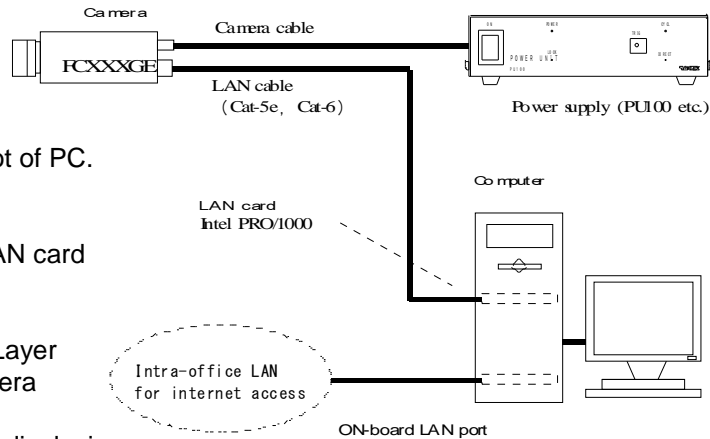 Camera
Camera cable
FCXXXGE
LAN cable
(Cat-5e, Cat-6)
ON
POWER
POWER UNIT
PU100
Power supply (PU100 etc.)
ot of PC.
Computer
LAN card
Intel PRO/1000
AN card
Layer
era
Intra-office LAN
for internet access
ON-board LAN port